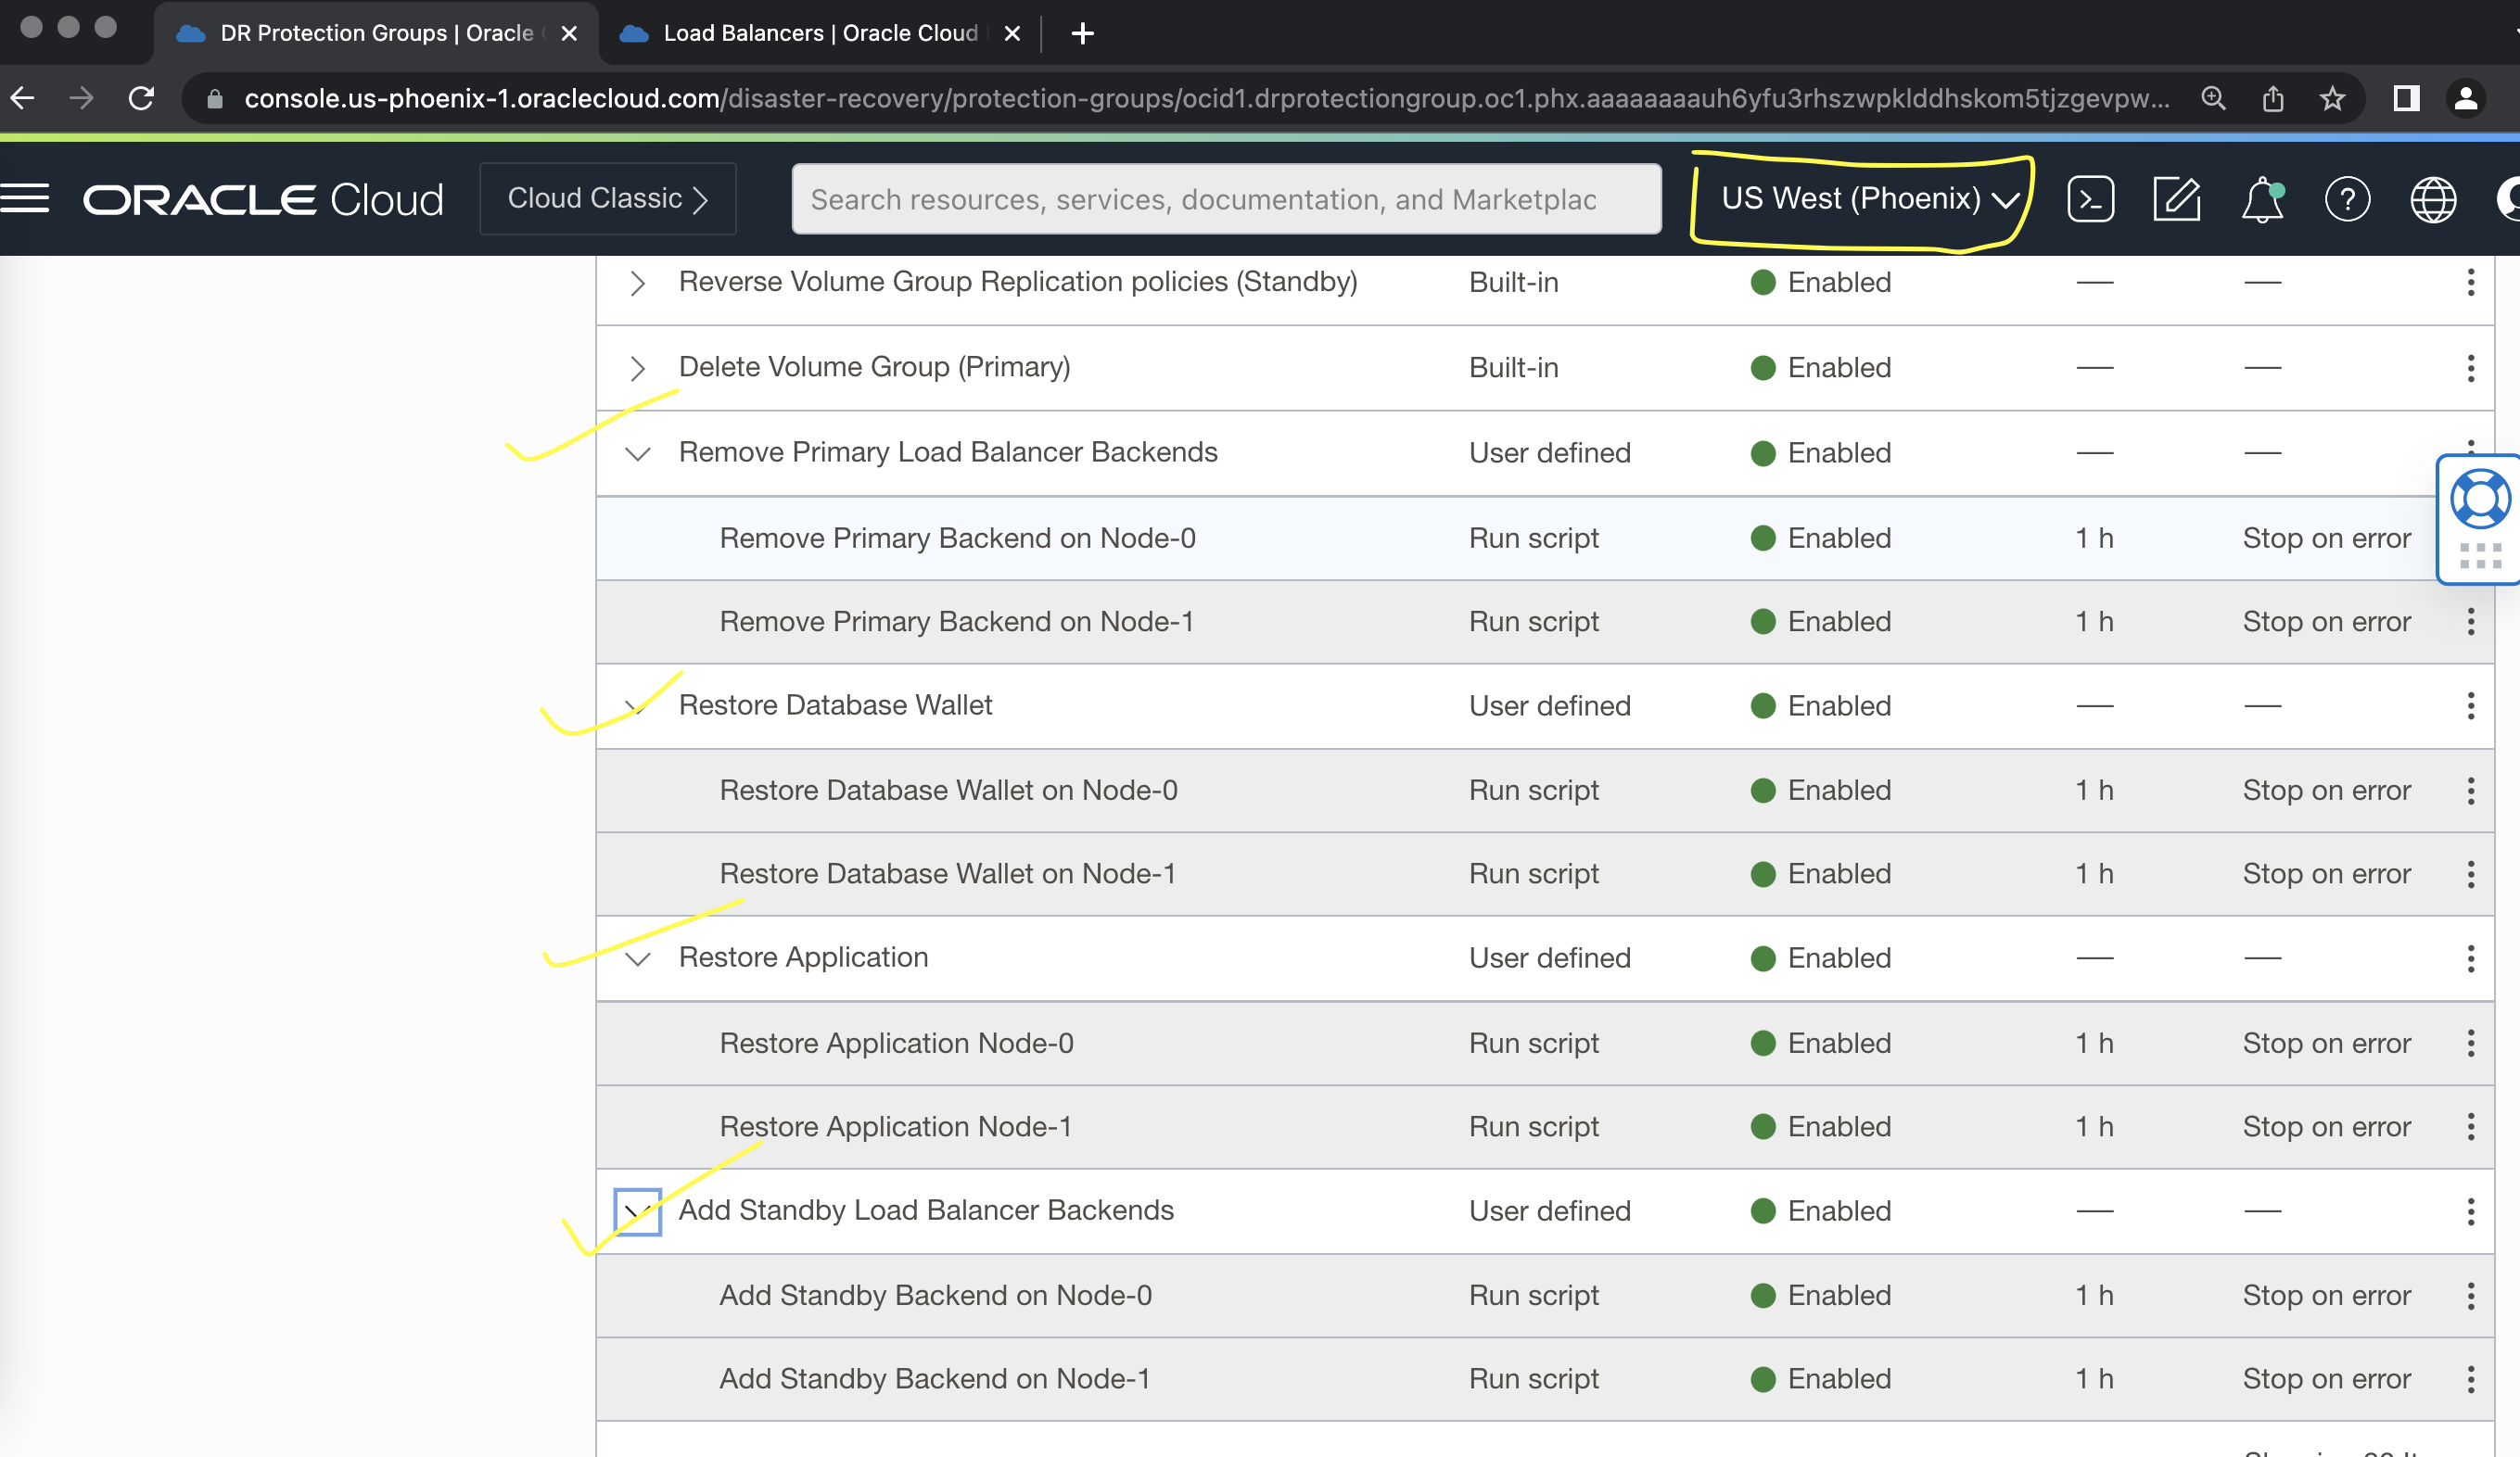 DR Protection Groups | Oracle
Load Balancers | Oracle Cloud
console.us-phoenix-1.oraclecloud.com/disaster-recovery/protection-groups/ocid1.drprotectiongroup.oc1.phx.aaaaaaaauh6yfu3rhszwpklddhskom5tjzgevpw...
ORACLE Cloud
Cloud Classic
Search resources, services, documentation, and Marketplac
US West (Phoenix)
Reverse Volume Group Replication policies (Standby) Built-in Enabled — —
Delete Volume Group (Primary) Built-in Enabled — —
Remove Primary Load Balancer Backends User defined Enabled — —
Remove Primary Backend on Node-0 Run script Enabled 1 h Stop on error
Remove Primary Backend on Node-1 Run script Enabled 1 h Stop on error
Restore Database Wallet User defined Enabled — —
Restore Database Wallet on Node-0 Run script Enabled 1 h Stop on error
Restore Database Wallet on Node-1 Run script Enabled 1 h Stop on error
Restore Application User defined Enabled — —
Restore Application Node-0 Run script Enabled 1 h Stop on error
Restore Application Node-1 Run script Enabled 1 h Stop on error
Add Standby Load Balancer Backends User defined Enabled — —
Add Standby Backend on Node-0 Run script Enabled 1 h Stop on error
Add Standby Backend on Node-1 Run script Enabled 1 h Stop on error